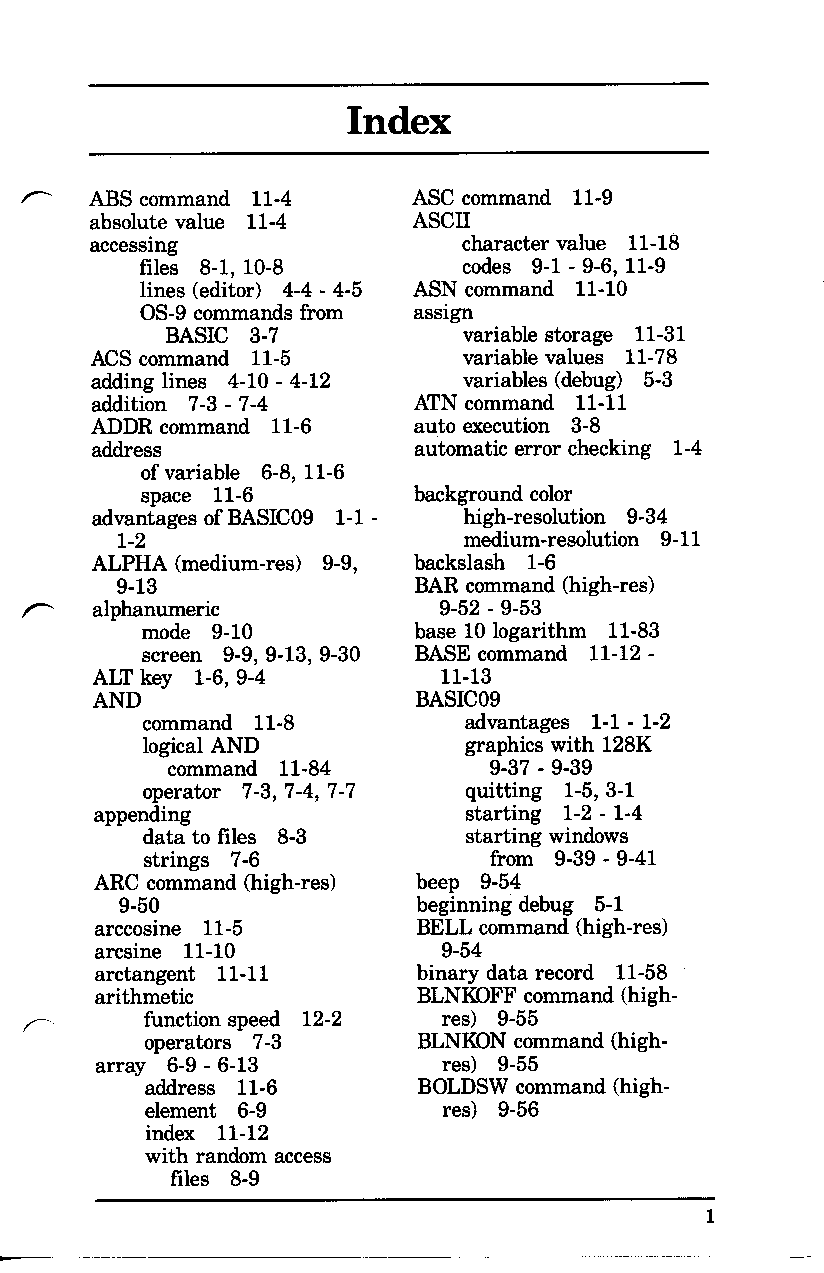 Index
ABS command 11-4
absolute value 11-4
accessing
files 8-1, 10-8
lines (editor) 4-4 - 4-5
OS-9 commands from
BASIC 3-7
ACS command 11-5
adding lines 4-10 - 4-12
addition 7-3 - 7-4
ADDR command 11-6
address
of variable 6-8, 11-6
space 11-6
advantages of BASIC09 1-1 -
1-2
ALPHA (medium-res) 9-9,
9-13
alphanumeric
mode 9-10
screen 9-9, 9-13, 9-30
ALT key 1-6, 9-4
AND
command 11-8
logical AND
command 11-84
operator 7-3, 7-4, 7-7
appending
data to files 8-3
strings 7-6
ARC command (high-res)
9-50
arccosine 11-5
arcsine 11-10
arctangent 11-11
arithmetic
function speed 12-2
operators 7-3
array 6-9 - 6-13
address 11-6
element 6-9
index 11-12
with random access
files 8-9
ASC command 11-9
ASCII
character value 11-18
codes 9-1 - 9-6, 11-9
ASN command 11-10
assign
variable storage 11-31
variable values 11-78
variables (debug) 5-3
ATN command 11-11
auto execution 3-8
automatic error checking 1-4
background color
high-resolution 9-34
medium-resolution 9-11
backslash 1-6
BAR command (high-res)
9-52 - 9-53
base 10 logarithm 11-83
BASE command 11-12 -
11-13
BASIC09
advantages 1-1 - 1-2
graphics with 128K
9-37 - 9-39
quitting 1-5, 3-1
starting 1-2 - 1-4
starting windows
from 9-39 - 9-41
beep 9-54
beginning debug 5-1
BELL command (high-res)
9-54
binary data record 11-58
BLNKOFF command (high-
res) 9-55
BLNKON command (high-
res) 9-55
BOLDSW command (high-
res) 9-56
1